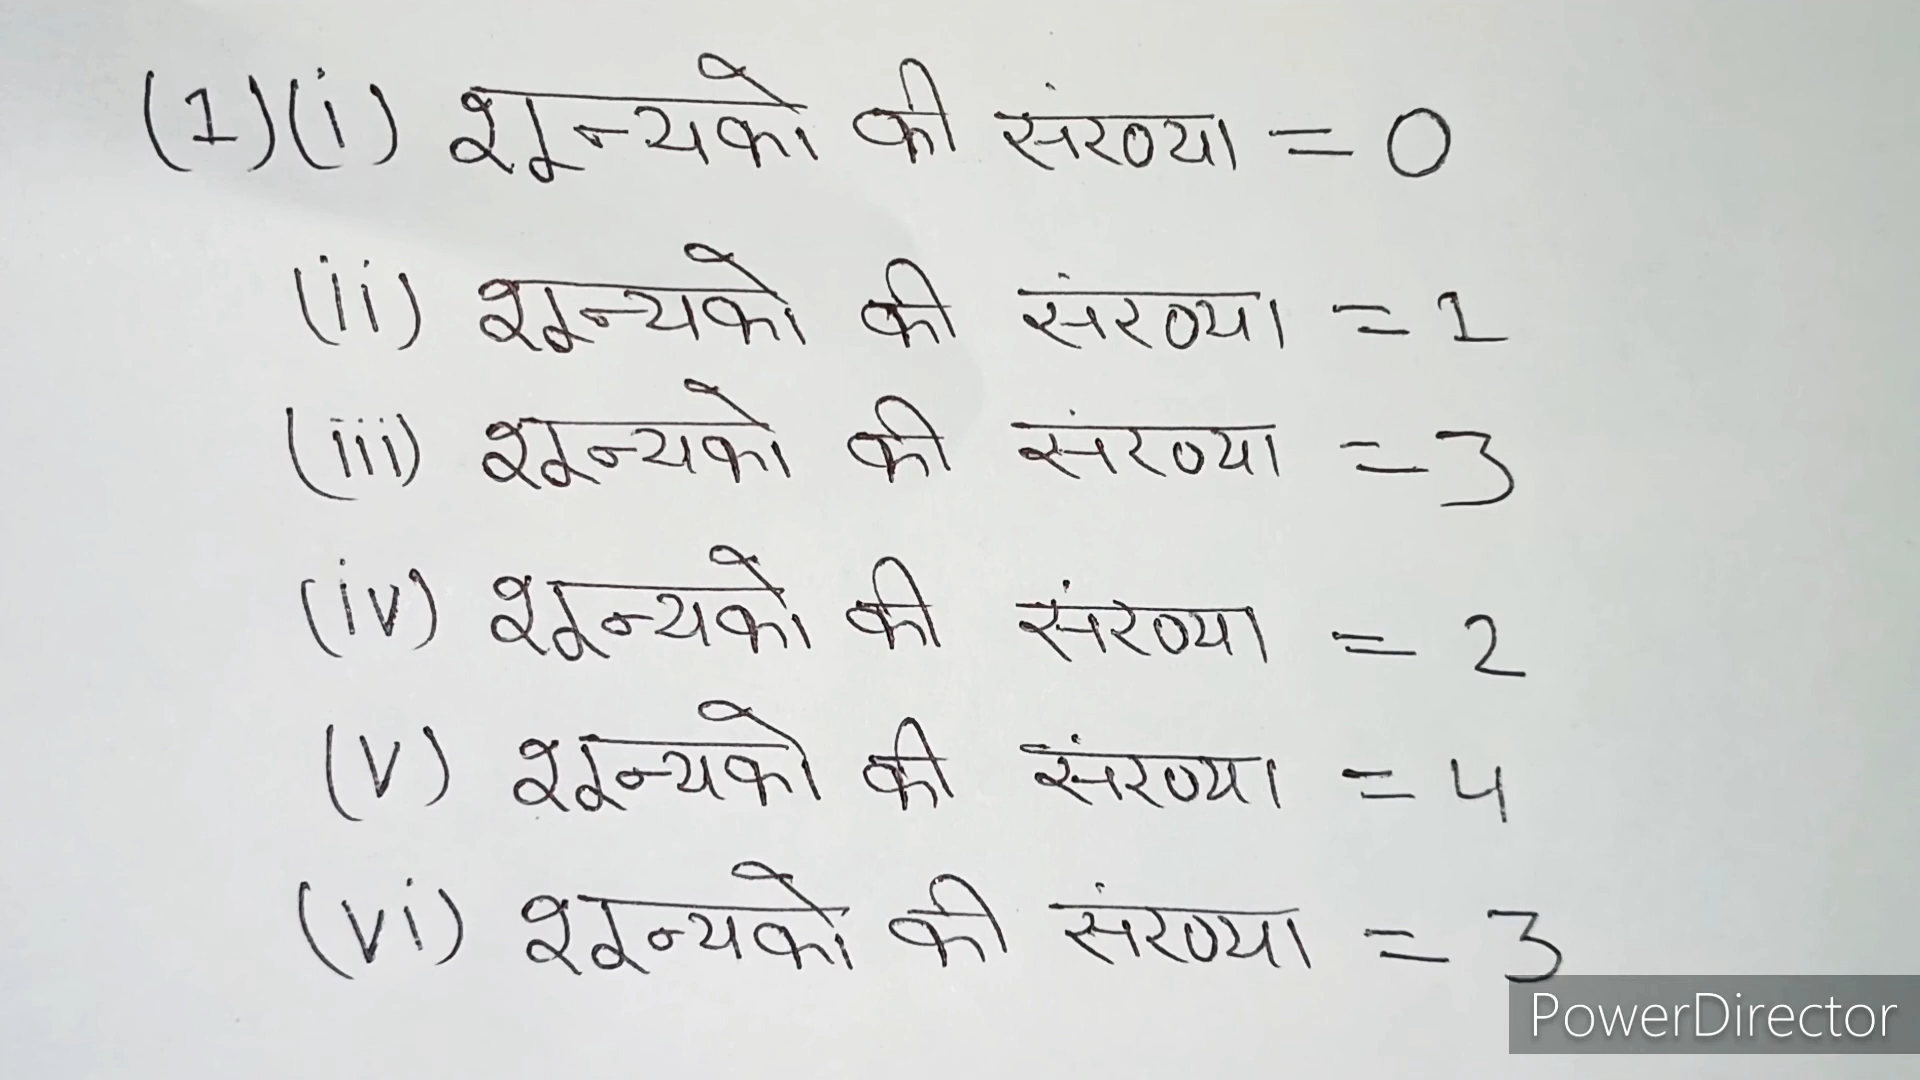 (1)(i) शून्यको की संख्या = 0
(ii) शून्यको की संख्या = 1
(iii) शून्यको की संख्या = 3
(iv) शून्यको की संख्या = 2
(v) शून्यको की संख्या = 4
(vi) शून्यको की संख्या = 3
PowerDirector